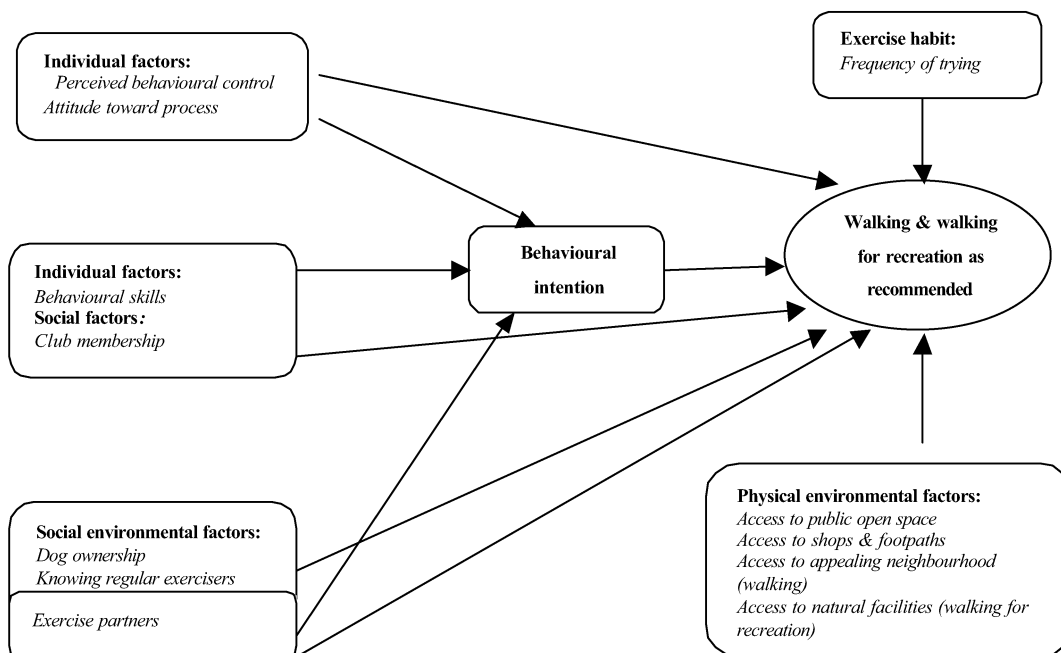 Individual factors:
Perceived behavioural control
Attitude toward process
Exercise habit:
Frequency of trying
Individual factors:
Behavioural skills
Social factors:
Club membership
Behavioural
intention
Walking & walking
for recreation as
recommended
Social environmental factors:
Dog ownership
Knowing regular exercisers
Exercise partners
Physical environmental factors:
Access to public open space
Access to shops & footpaths
Access to appealing neighbourhood
(walking)
Access to natural facilities (walking for
recreation)